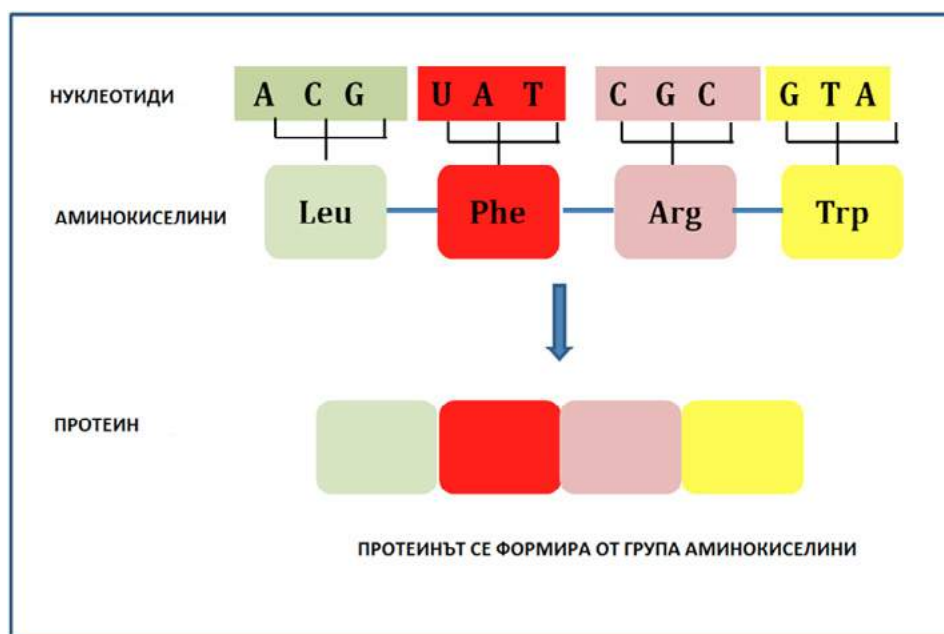 НУКЛЕОТИДИ
A C G U A T C G C G T A
АМИНОКИСЕЛИНИ
Leu Phe Arg Trp
ПРОТЕИН
ПРОТЕИНЪТ СЕ ФОРМИРА ОТ ГРУПА АМИНОКИСЕЛИНИ